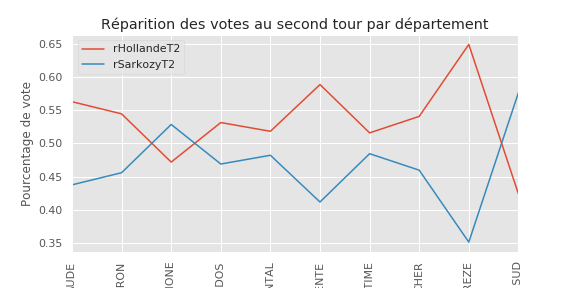 Réparition des votes au second tour par département
rHollandeT2
rSarkozyT2
Pourcentage de vote
0.65
0.60
0.55
0.50
0.45
0.40
0.35
UDE
RON
HONE
DOS
NTAL
ENTE
TIME
CHER
REZE
SUD